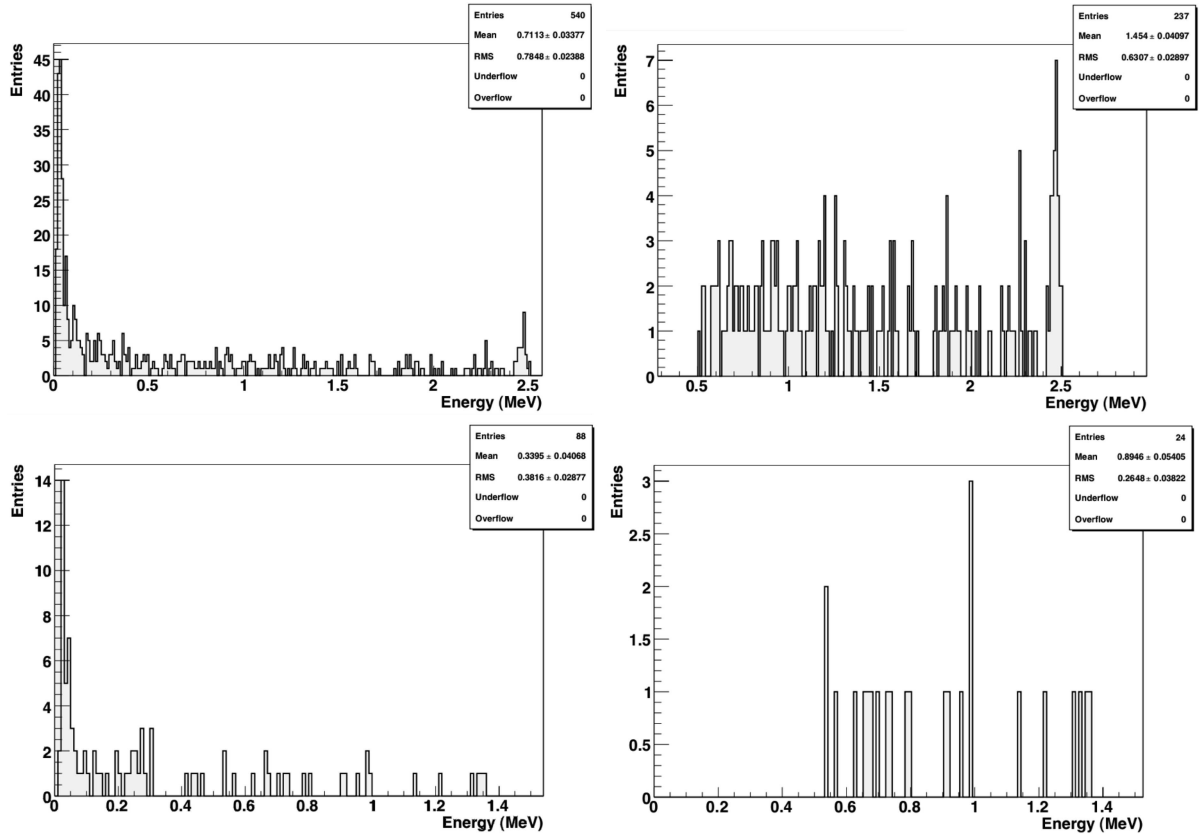 Entries 540
Mean 0.7113 ± 0.03377
RMS 0.7848 ± 0.02388
Underflow 0
Overflow 0
Entries
45
40
35
30
25
20
15
10
5
0
0 0.5 1 1.5 2 2.5
Energy (MeV)
Entries 237
Mean 1.454 ± 0.04097
RMS 0.6307 ± 0.02897
Underflow 0
Overflow 0
Entries
7
6
5
4
3
2
1
0
0.5 1 1.5 2 2.5
Energy (MeV)
Entries 88
Mean 0.3395 ± 0.04068
RMS 0.3816 ± 0.02877
Underflow 0
Overflow 0
Entries
14
12
10
8
6
4
2
0
0 0.2 0.4 0.6 0.8 1 1.2 1.4
Energy (MeV)
Entries 24
Mean 0.8946 ± 0.05405
RMS 0.2648 ± 0.03822
Underflow 0
Overflow 0
Entries
3
2.5
2
1.5
1
0.5
0
0 0.2 0.4 0.6 0.8 1 1.2 1.4
Energy (MeV)